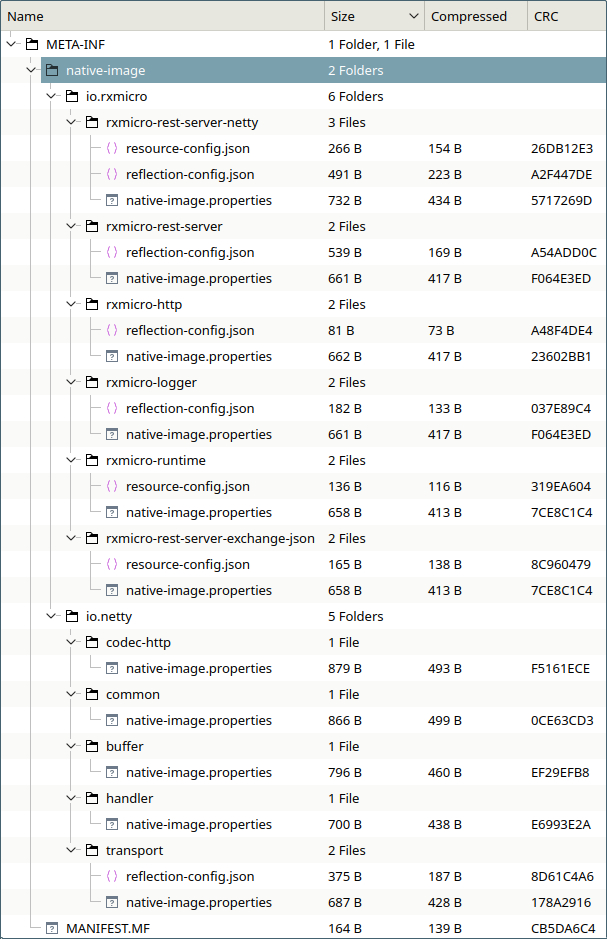 Name Size Compressed CRC
META-INF 1 Folder, 1 File
native-image 2 Folders
io.rxmicro 6 Folders
rxmicro-rest-server-netty 3 Files
resource-config.json 266 B 154 B 26DB12E3
reflection-config.json 491 B 223 B A2F447DE
native-image.properties 732 B 434 B 5717269D
rxmicro-rest-server 2 Files
reflection-config.json 539 B 169 B A54ADD0C
native-image.properties 661 B 417 B F064E3ED
rxmicro-http 2 Files
reflection-config.json 81 B 73 B A48F4DE4
native-image.properties 662 B 417 B 23602BB1
rxmicro-logger 2 Files
reflection-config.json 182 B 133 B 037E89C4
native-image.properties 661 B 417 B F064E3ED
rxmicro-runtime 2 Files
resource-config.json 136 B 116 B 319EA604
native-image.properties 658 B 413 B 7CE8C1C4
rxmicro-rest-server-exchange-json 2 Files
resource-config.json 165 B 138 B 8C960479
native-image.properties 658 B 413 B 7CE8C1C4
io.netty 5 Folders
codec-http 1 File
native-image.properties 879 B 493 B F5161ECE
common 1 File
native-image.properties 866 B 499 B 0CE63CD3
buffer 1 File
native-image.properties 796 B 460 B EF29EFB8
handler 1 File
native-image.properties 700 B 438 B E6993E2A
transport 2 Files
reflection-config.json 375 B 187 B 8D61C4A6
native-image.properties 687 B 428 B 178A2916
MANIFEST.MF 164 B 139 B CB5DA6C4